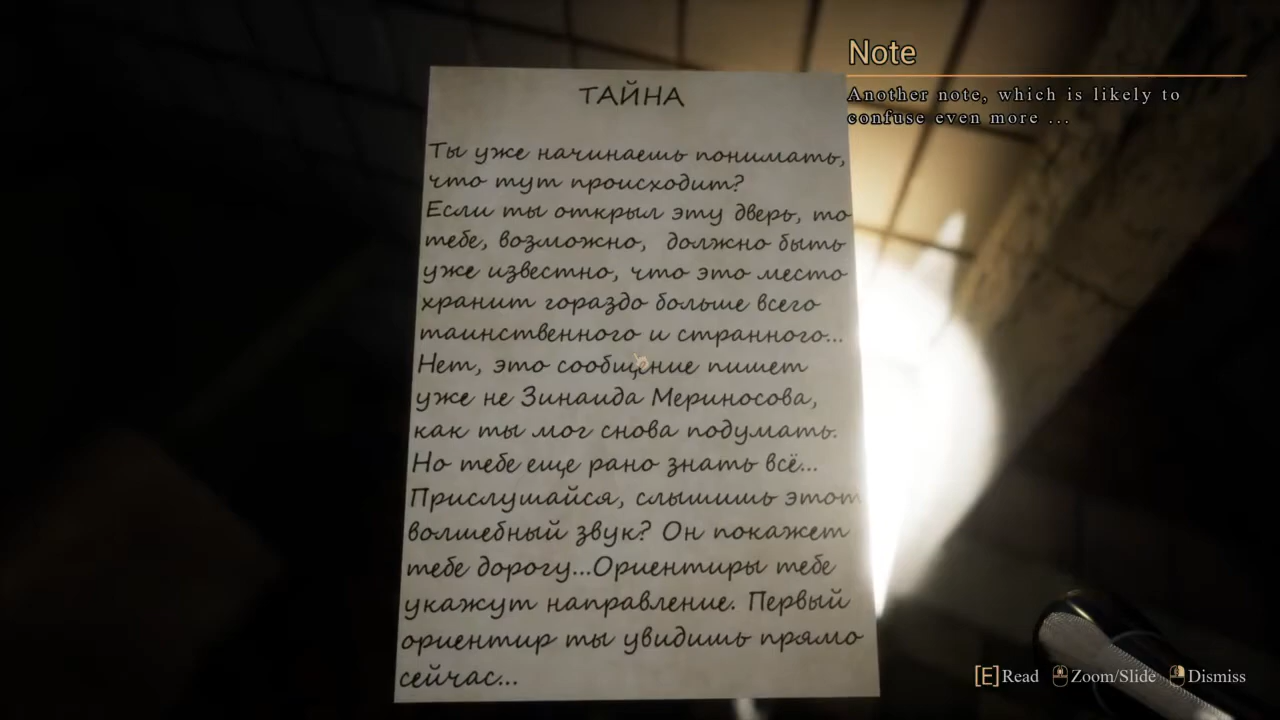 Note
Another note, which is likely to
confuse even more ...
ТАЙНА
Ты уже начинаешь понимать,
что тут происходит?
Если ты открыл эту дверь, то
тебе, возможно, должно быть
уже известно, что это место
хранит гораздо больше всего
таинственного и странного...
Нет, это сообщение пишет
уже не Зинаида Мериносова,
как ты мог снова подумать.
Но тебе еще рано знать всё...
Прислушайся, слышишь этот
волшебный звук? Он покажет
тебе дорогу...Ориентиры тебе
укажут направление. Первый
ориентир ты увидишь прямо
сейчас...
[E]Read Zoom/Slide Dismiss